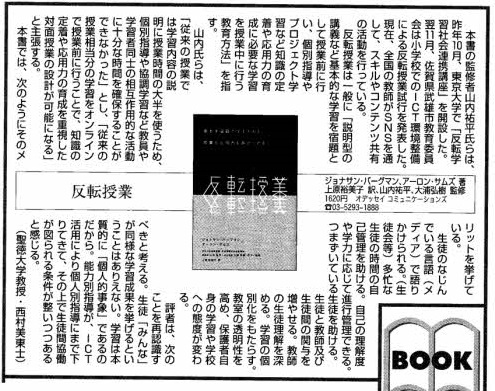 本書の監修者山内祐平氏らは、
昨年10月、東京大学で「反転学
習社会連携講座」を開設した。
翌11月、佐賀県武雄市教育委員
会は小学校でのICT環境整備
による反転授業試行を発表した。
現在、全国の教師がSNSを通
して、スキルやコンテンツ共有
の活動を行っている。
反転授業は一般に「説明型の
講義など基本的な学習を宿題と
して授業前に行
い、個別指導や
プロジェクト学
習など知識の定
着や応用力の育
成に必要な学習
を授業中に行う
教育方法」を指
す。
山内氏らは、
「従来の授業で
は学習内容の説
明に授業時間の大半を使うため、
個別指導や協調学習など教員や
学習者同士の相互作用的な活動
に十分な時間を確保することが
できなかった」とし、「従来の
授業相当分の学習をオンライン
で授業前に行うことで、知識の
定着や応用力の育成を重視した
対面授業の設計が可能になる」
と主張する。
本書では、次のようにそのメ
反転授業
反転授業
ジョナサン・バーグマン、アーロン・サムズ 著
上原裕美子 訳、山内祐平、大浦弘樹 監修
1620円 オデッセイ コミュニケーションズ
☎03-5293-1888
リットを挙げて
いる。
生徒のなじん
でいる言語（メ
ディア）で語り
かけられる。（生
徒会等）多忙な
生徒の時間の自
己管理を助ける。自己の理解度
や学力に応じて進行管理できる。
つまずいている生徒を助ける。
生徒と教師及び
生徒間の関与を
増やせる。教師
の生徒理解を深
める。学習の個
別化をもたらす。
教室の透明性を
高め、保護者自
身の学習や学校
への態度が変わ
る。
評者は、次の
ことを再認識す
べきと考える。生徒「みんな」
が同様な学習成果を挙げるとい
うことはありえない。学習は本
質的に「個人的事象」であるの
だから。能力別指導が、ICT
活用により個人別指導にまで下
りてきて、その上で生徒間協働
が図られる条件が整いつつある
と感じる。
（聖徳大学教授・西村美東士）
BOOK